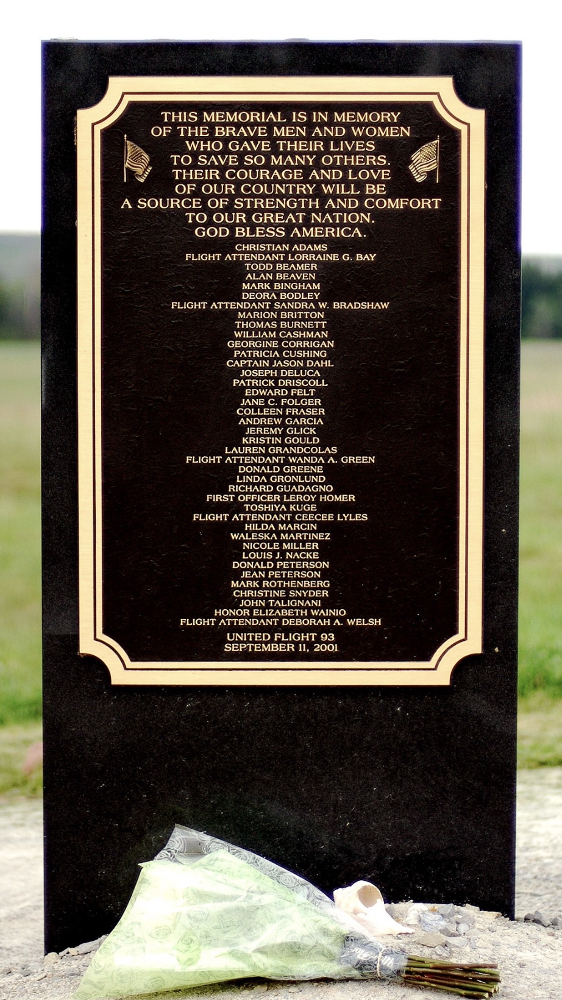 THIS MEMORIAL IS IN MEMORY
OF THE BRAVE MEN AND WOMEN
WHO GAVE THEIR LIVES
TO SAVE SO MANY OTHERS.
THEIR COURAGE AND LOVE
OF OUR COUNTRY WILL BE
A SOURCE OF STRENGTH AND COMFORT
TO OUR GREAT NATION.
GOD BLESS AMERICA.
CHRISTIAN ADAMS
FLIGHT ATTENDANT LORRAINE G. BAY
TODD BEAMER
ALAN BEAVEN
MARK BINGHAM
DEORA BODLEY
FLIGHT ATTENDANT SANDRA W. BRADSHAW
MARION BRITTON
THOMAS BURNETT
WILLIAM CASHMAN
GEORGINE CORRIGAN
PATRICIA CUSHING
CAPTAIN JASON DAHL
JOSEPH DELUCA
PATRICK DRISCOLL
EDWARD FELT
JANE C. FOLGER
COLLEEN FRASER
ANDREW GARCIA
JEREMY GLICK
KRISTIN GOULD
LAUREN GRANDCOLAS
FLIGHT ATTENDANT WANDA A. GREEN
DONALD GREENE
LINDA GRONLUND
RICHARD GUADAGNO
FIRST OFFICER LEROY HOMER
TOSHIYA KUGE
FLIGHT ATTENDANT CEECEE LYLES
HILDA MARCIN
WALESKA MARTINEZ
NICOLE MILLER
LOUIS J. NACKE
DONALD PETERSON
JEAN PETERSON
MARK ROTHENBERG
CHRISTINE SNYDER
JOHN TALIGNANI
HONOR ELIZABETH WAINIO
FLIGHT ATTENDANT DEBORAH A. WELSH
UNITED FLIGHT 93
SEPTEMBER 11, 2001